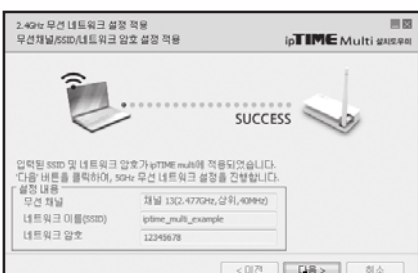 2.4GHz 무선 네트워크 설정 적용
무선채널/SSID/네트워크 암호 설정 적용
ipTIME Multi 설치도우미
SUCCESS
입력된 SSID 및 네트워크 암호가 ipTIME multi에 적용되었습니다.
'다음' 버튼을 클릭하여, 5GHz 무선 네트워크 설정을 진행합니다.
설정 내용
무선 채널
채널 13(2.477GHz,상위,40MHz)
네트워크 이름(SSID)
iptime_multi_example
네트워크 암호
12345678
< 이전
다음 >
취소